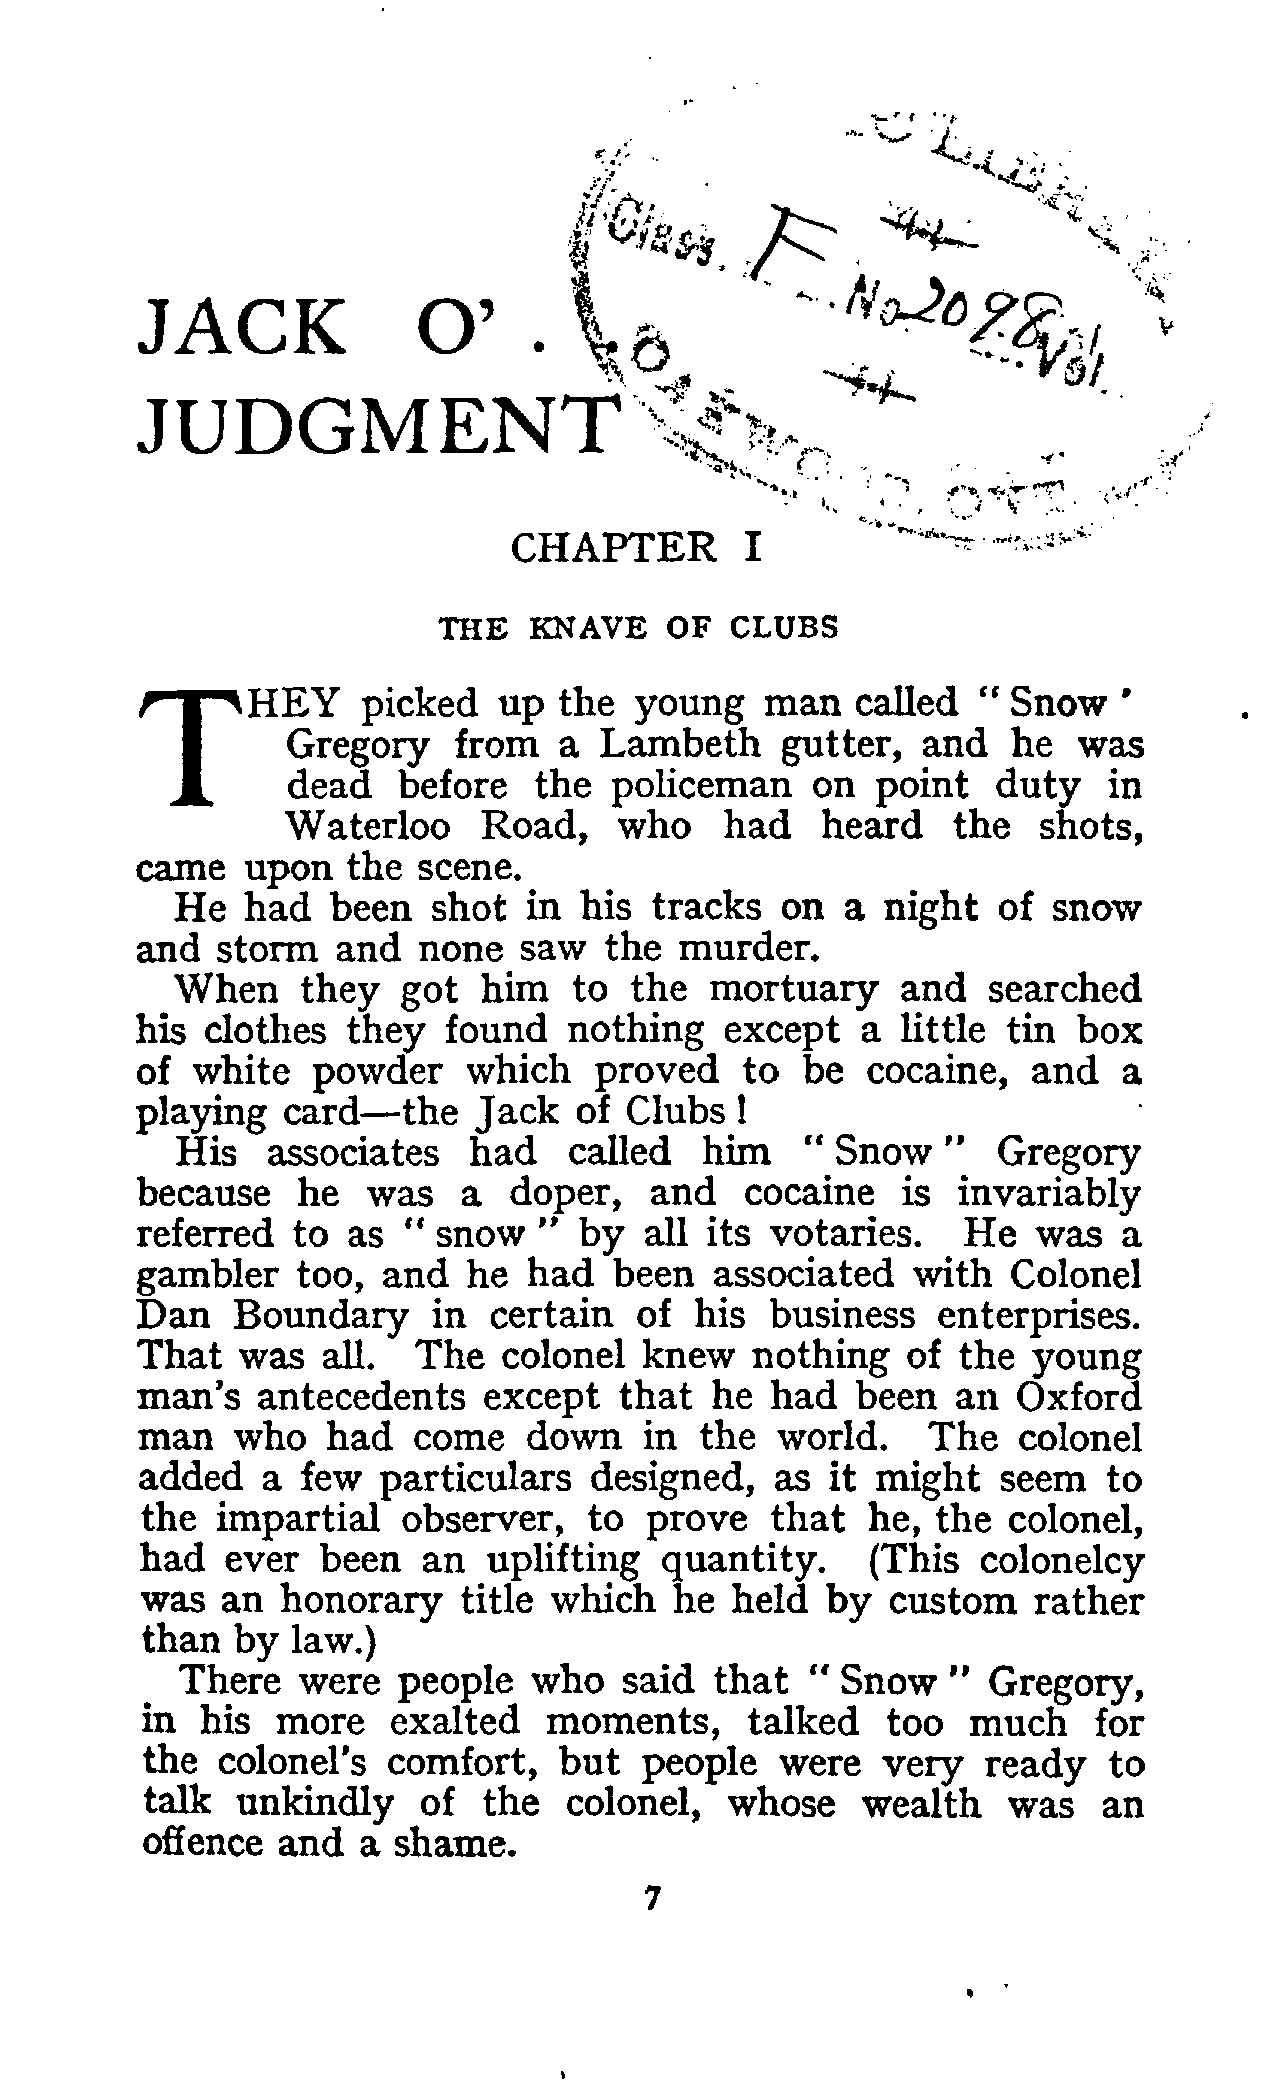 JACK O'
JUDGMENT
Class. F No 2098 Vol.
CHAPTER I
THE KNAVE OF CLUBS
THEY picked up the young man called " Snow '
Gregory from a Lambeth gutter, and he was
dead before the policeman on point duty in
Waterloo Road, who had heard the shots,
came upon the scene.
He had been shot in his tracks on a night of snow
and storm and none saw the murder.
When they got him to the mortuary and searched
his clothes they found nothing except a little tin box
of white powder which proved to be cocaine, and a
playing card—the Jack of Clubs !
His associates had called him " Snow " Gregory
because he was a doper, and cocaine is invariably
referred to as " snow " by all its votaries. He was a
gambler too, and he had been associated with Colonel
Dan Boundary in certain of his business enterprises.
That was all. The colonel knew nothing of the young
man's antecedents except that he had been an Oxford
man who had come down in the world. The colonel
added a few particulars designed, as it might seem to
the impartial observer, to prove that he, the colonel,
had ever been an uplifting quantity. (This colonelcy
was an honorary title which he held by custom rather
than by law.)
There were people who said that " Snow " Gregory,
in his more exalted moments, talked too much for
the colonel's comfort, but people were very ready to
talk unkindly of the colonel, whose wealth was an
offence and a shame.
7